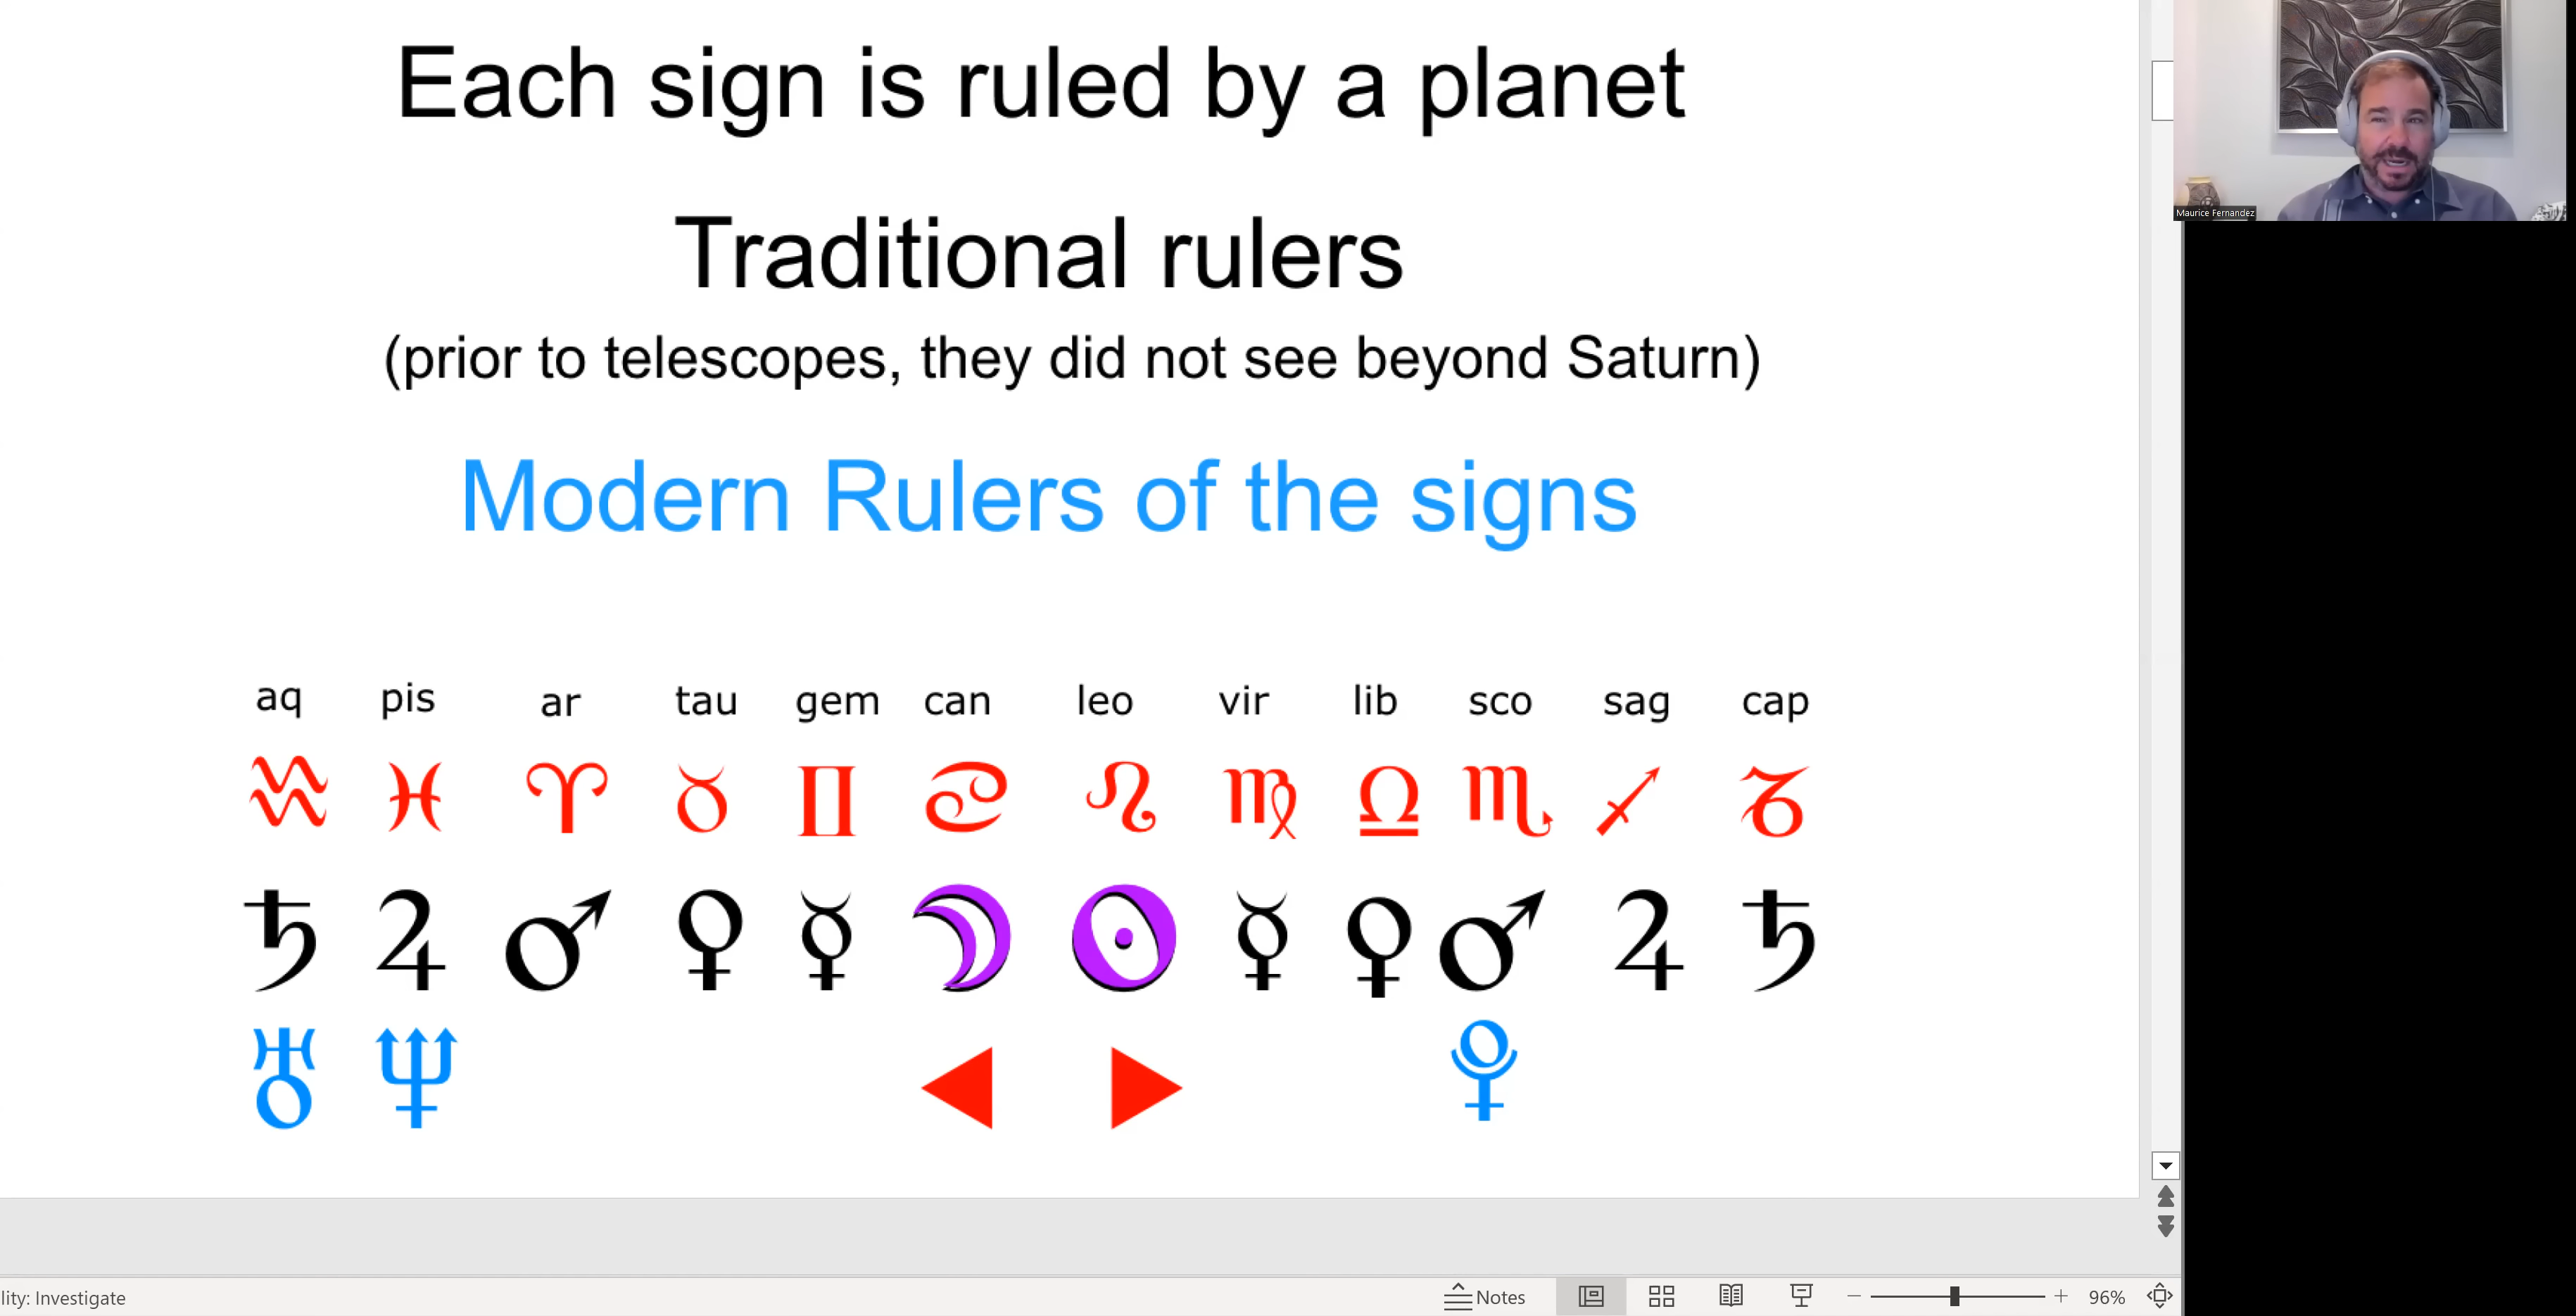 Each sign is ruled by a planet
Traditional rulers
(prior to telescopes, they did not see beyond Saturn)
Modern Rulers of the signs
aq pis ar tau gem can leo vir lib sco sag cap
♒ ♓ ♈ ♉ ♊ ♋ ♌ ♍ ♎ ♏ ♐ ♑
♄ ♃ ♂ ♀ ☿ ☽ ☉ ☿ ♀ ♂ ♃ ♄
♅ ♆ ♇
Maurice Fernandez
lity: Investigate
Notes
96%